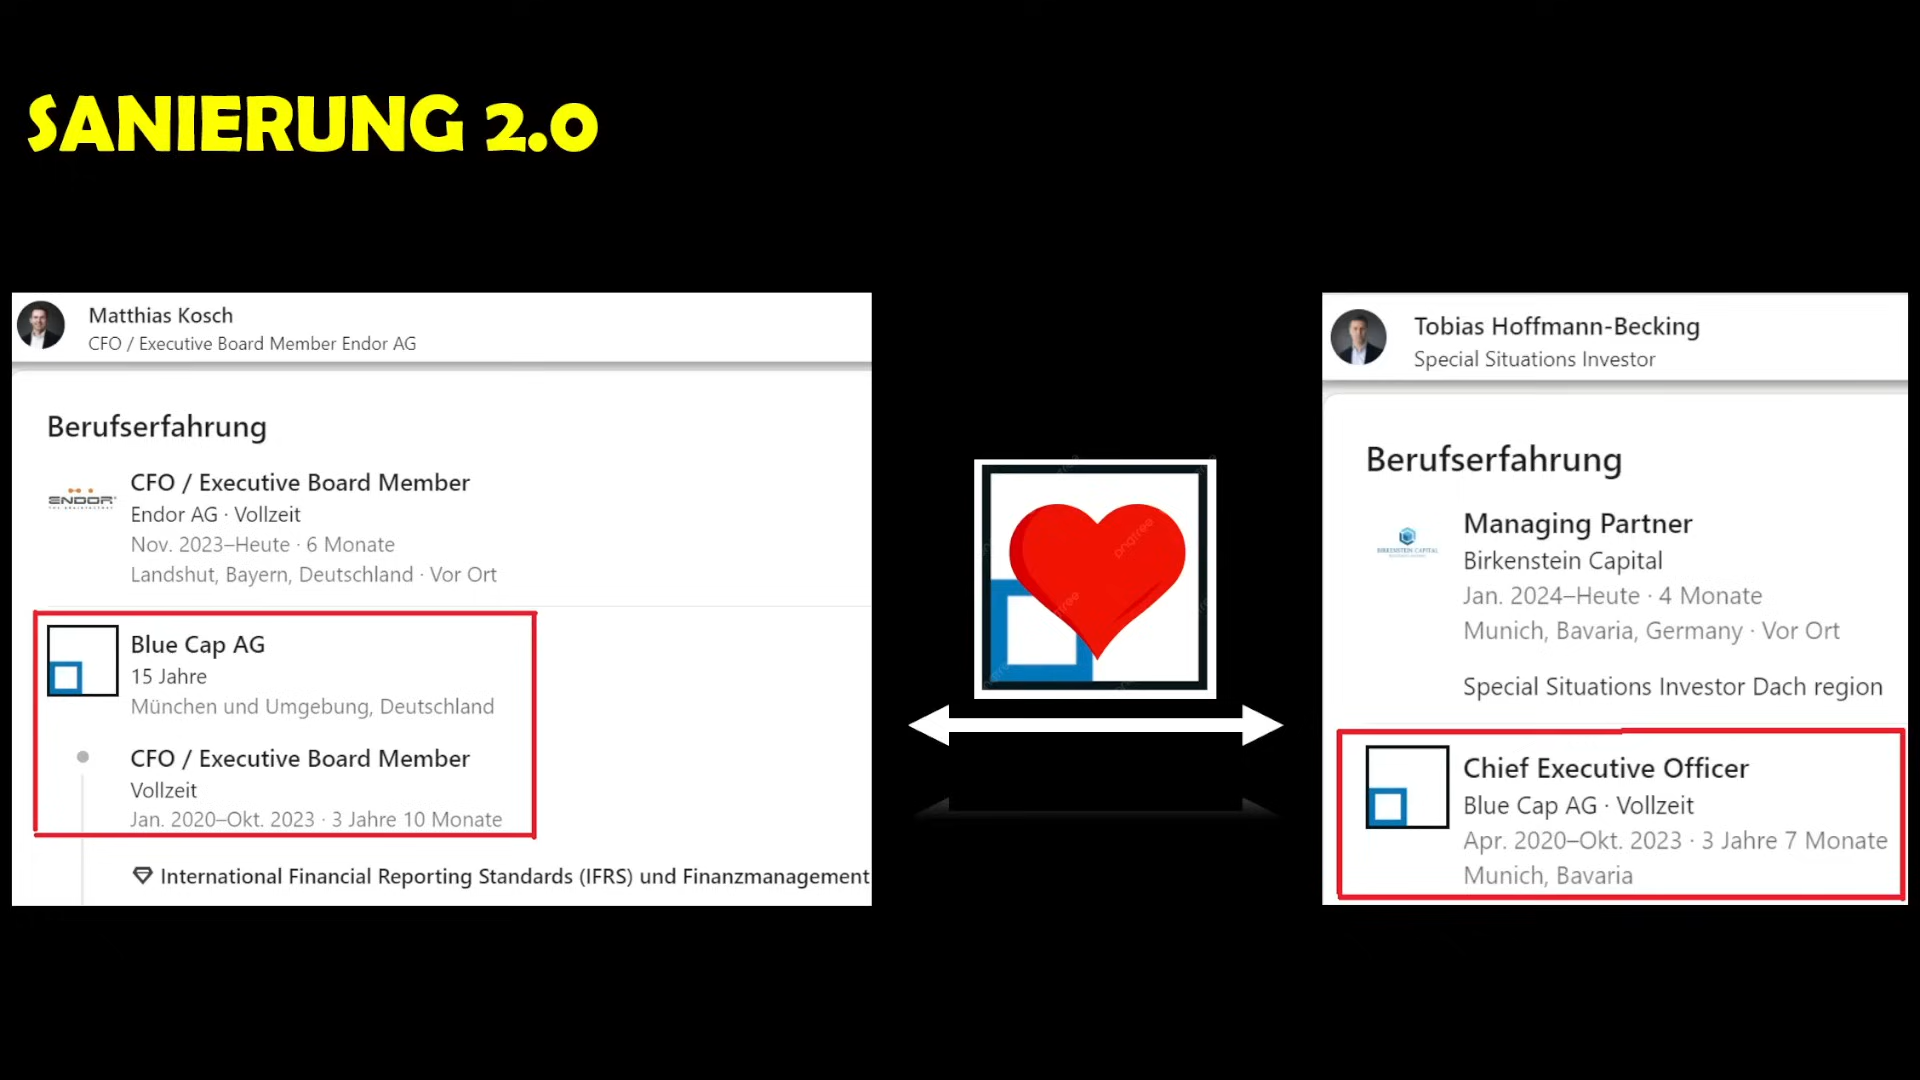 SANIERUNG 2.0
Matthias Kosch
CFO / Executive Board Member Endor AG
Berufserfahrung
ENDOR
CFO / Executive Board Member
Endor AG · Vollzeit
Nov. 2023–Heute · 6 Monate
Landshut, Bayern, Deutschland · Vor Ort
Blue Cap AG
15 Jahre
München und Umgebung, Deutschland
CFO / Executive Board Member
Vollzeit
Jan. 2020–Okt. 2023 · 3 Jahre 10 Monate
International Financial Reporting Standards (IFRS) und Finanzmanagement
pngtree
Tobias Hoffmann-Becking
Special Situations Investor
Berufserfahrung
BIRKENSTEIN CAPITAL
Managing Partner
Birkenstein Capital
Jan. 2024–Heute · 4 Monate
Munich, Bavaria, Germany · Vor Ort
Special Situations Investor Dach region
Chief Executive Officer
Blue Cap AG · Vollzeit
Apr. 2020–Okt. 2023 · 3 Jahre 7 Monate
Munich, Bavaria